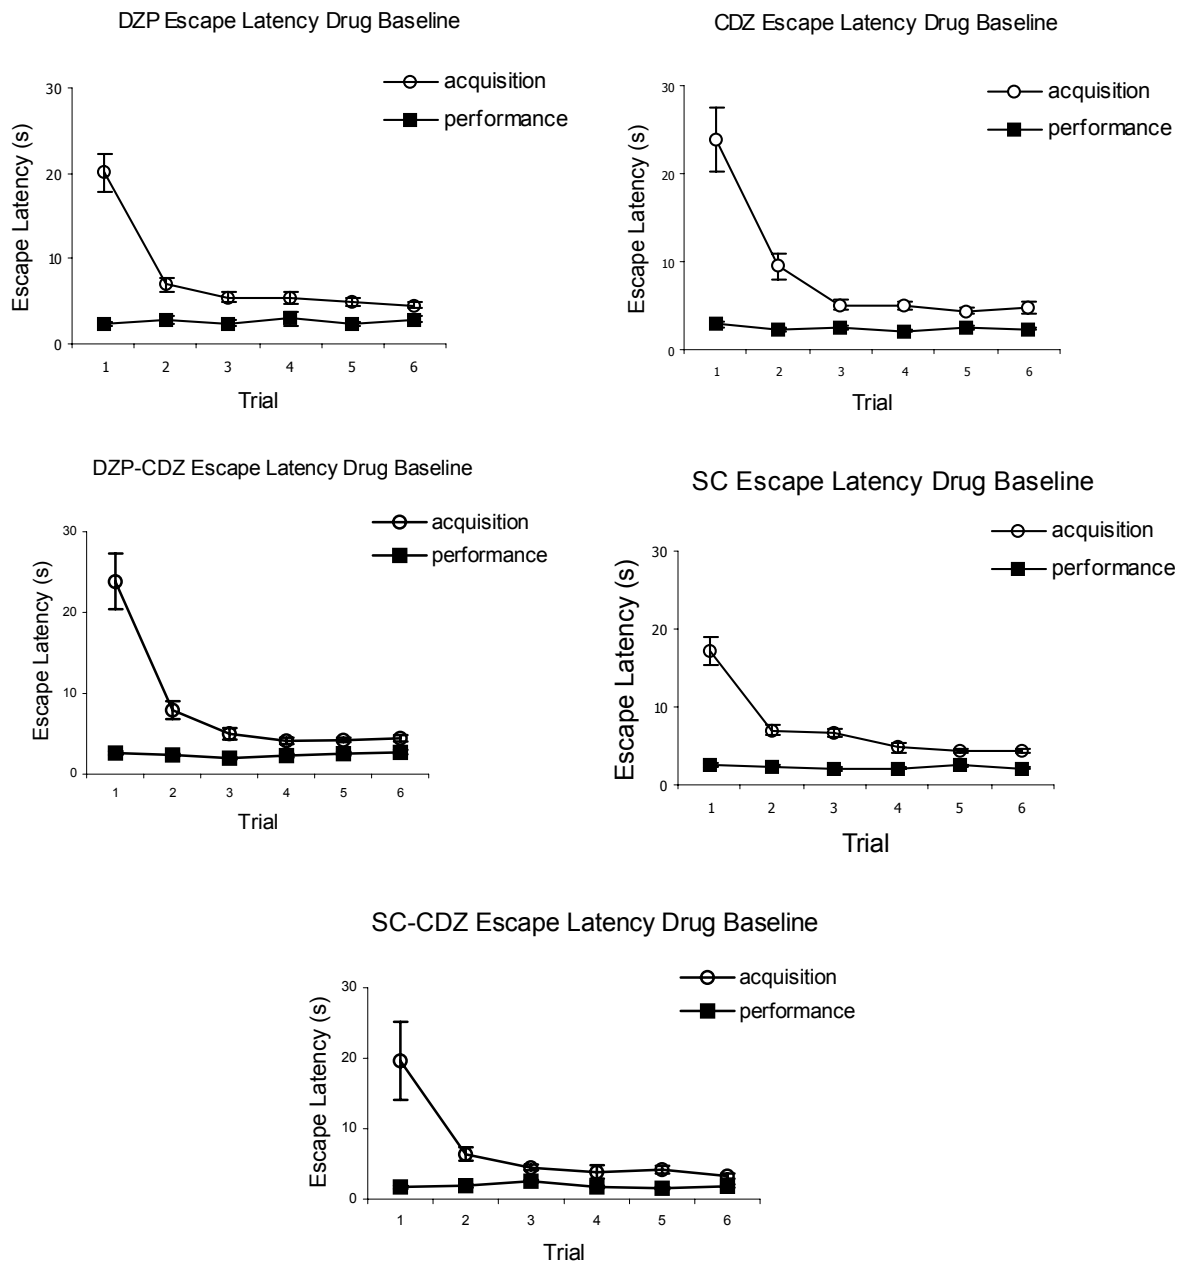 DZP Escape Latency Drug Baseline
acquisition
performance
Escape Latency (s)
30
20
10
0
1 2 3 4 5 6
Trial
CDZ Escape Latency Drug Baseline
acquisition
performance
Escape Latency (s)
30
20
10
0
1 2 3 4 5 6
Trial
DZP-CDZ Escape Latency Drug Baseline
acquisition
performance
Escape Latency (s)
30
20
10
0
1 2 3 4 5 6
Trial
SC Escape Latency Drug Baseline
acquisition
performance
Escape Latency (s)
30
20
10
0
1 2 3 4 5 6
Trial
SC-CDZ Escape Latency Drug Baseline
acquisition
performance
Escape Latency (s)
30
20
10
0
1 2 3 4 5 6
Trial